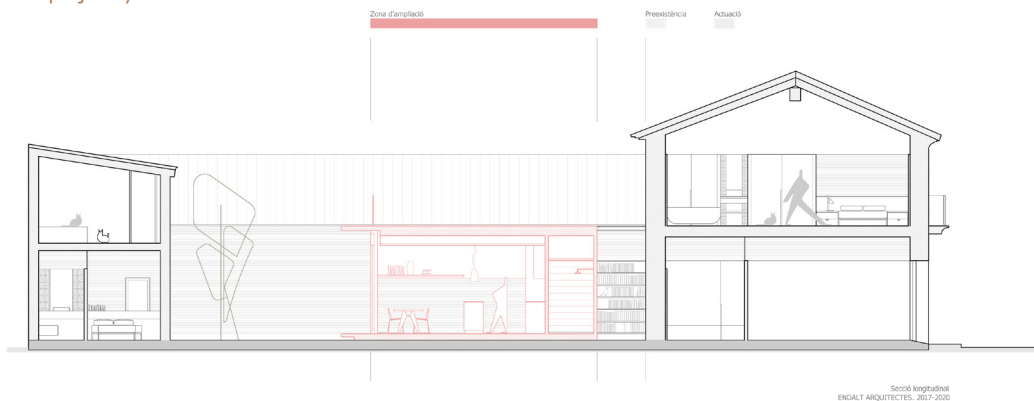 Zona d'ampliació
Preexistència
Actuació
Secció longitudinal
ENDALT ARQUITECTES. 2017-2020